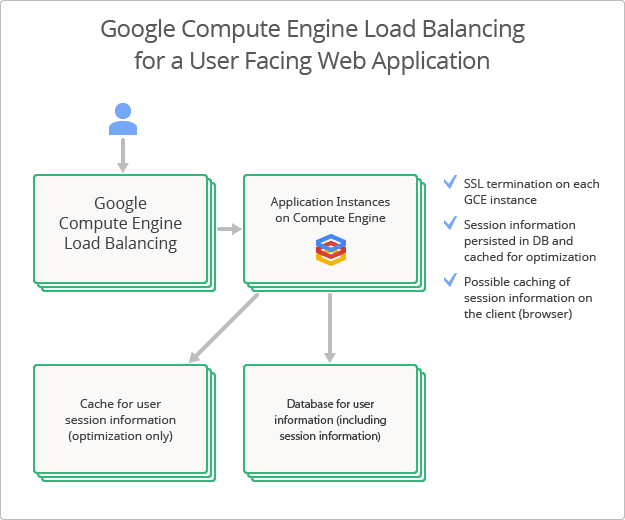 Google Compute Engine Load Balancing
for a User Facing Web Application
Google
Compute Engine
Load Balancing
Application Instances
on Compute Engine
SSL termination on each
GCE instance
Session information
persisted in DB and
cached for optimization
Possible caching of
session information on
the client (browser)
Cache for user
session information
(optimization only)
Database for user
information (including
session information)